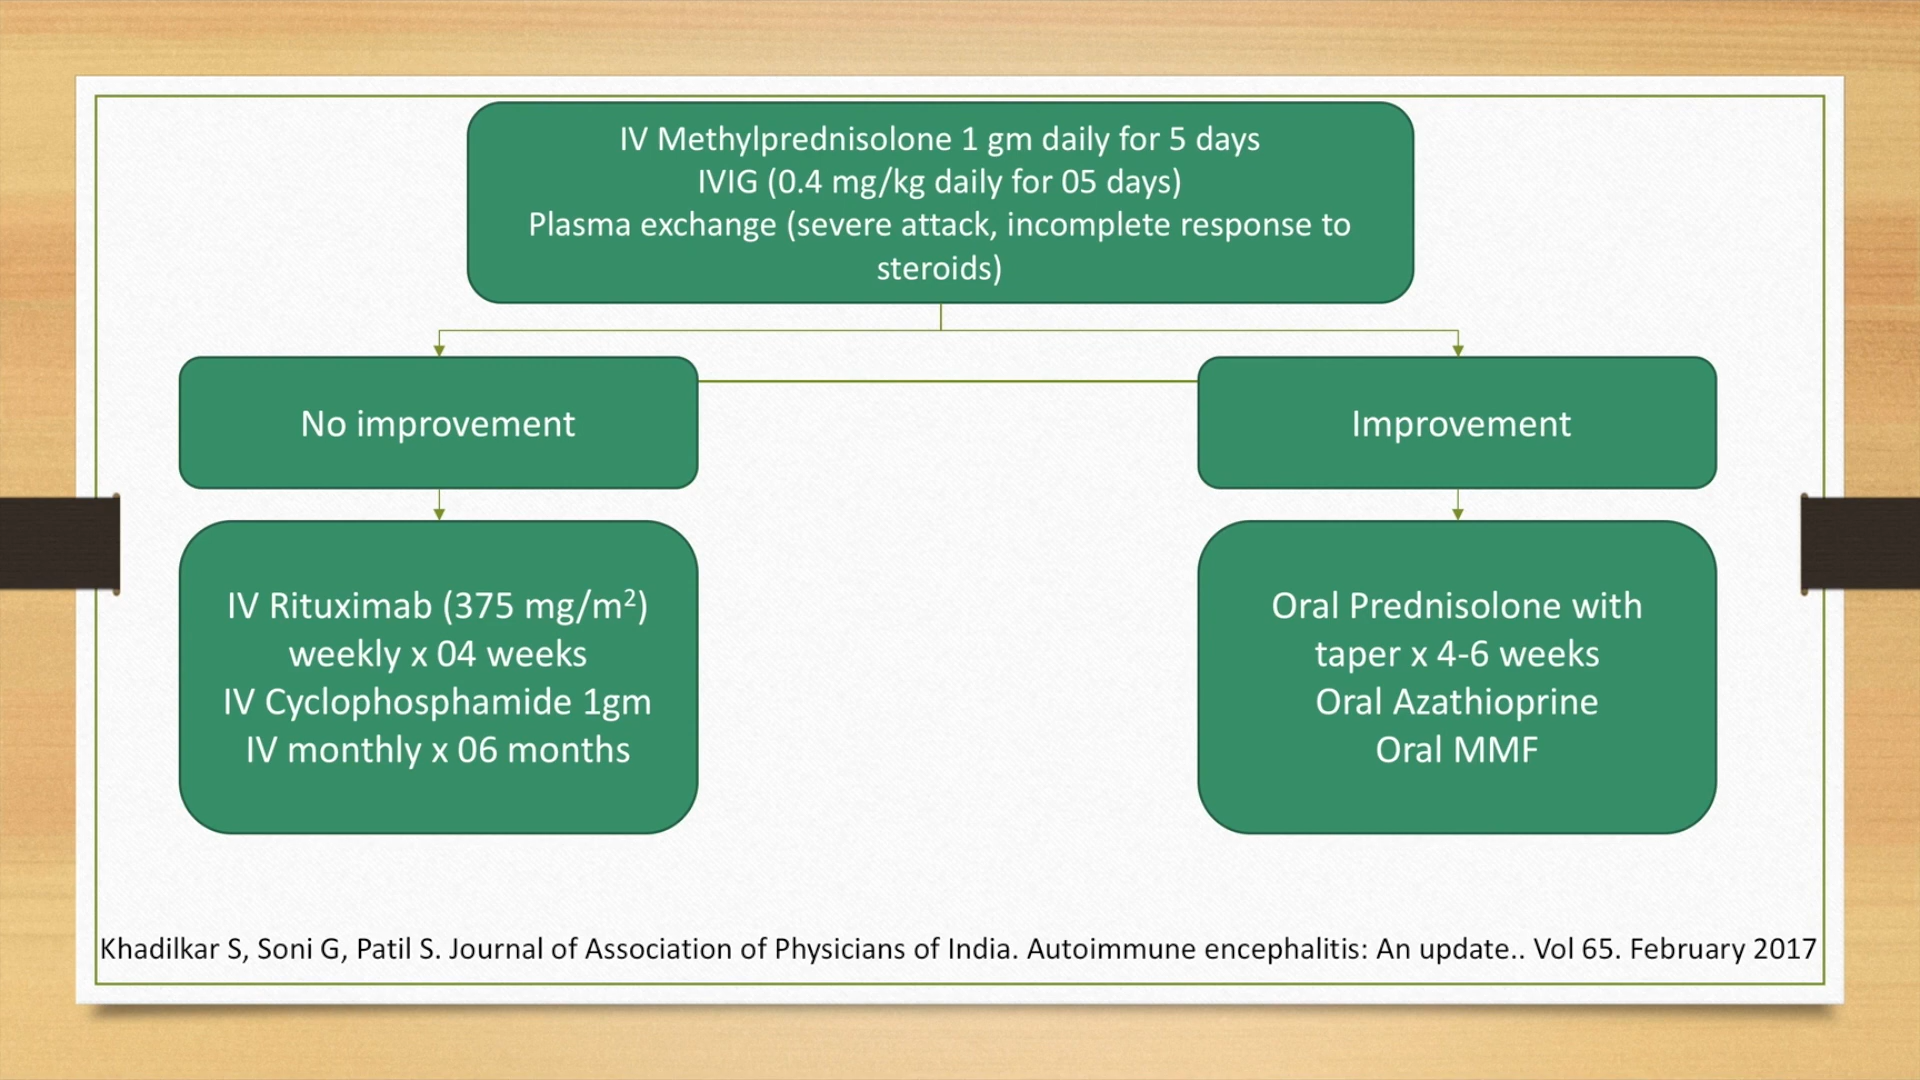 IV Methylprednisolone 1 gm daily for 5 days
IVIG (0.4 mg/kg daily for 05 days)
Plasma exchange (severe attack, incomplete response to
steroids)
No improvement
Improvement
IV Rituximab (375 mg/m²)
weekly x 04 weeks
IV Cyclophosphamide 1gm
IV monthly x 06 months
Oral Prednisolone with
taper x 4-6 weeks
Oral Azathioprine
Oral MMF
Khadilkar S, Soni G, Patil S. Journal of Association of Physicians of India. Autoimmune encephalitis: An update.. Vol 65. February 2017